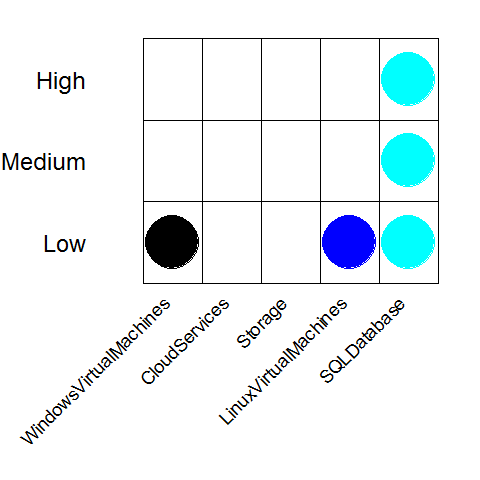 High
Medium
Low
WindowsVirtualMachines
CloudServices
Storage
LinuxVirtualMachines
SQLDatabase